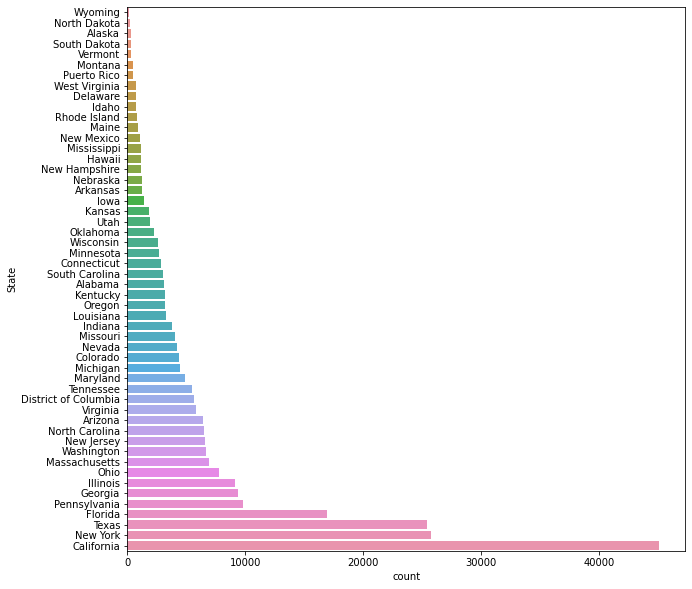 Wyoming
North Dakota
Alaska
South Dakota
Vermont
Montana
Puerto Rico
West Virginia
Delaware
Idaho
Rhode Island
Maine
New Mexico
Mississippi
Hawaii
New Hampshire
Nebraska
Arkansas
Iowa
Kansas
Utah
Oklahoma
Wisconsin
Minnesota
Connecticut
South Carolina
Alabama
Kentucky
Oregon
Louisiana
Indiana
Missouri
Nevada
Colorado
Michigan
Maryland
Tennessee
District of Columbia
Virginia
Arizona
North Carolina
New Jersey
Washington
Massachusetts
Ohio
Illinois
Georgia
Pennsylvania
Florida
Texas
New York
California
State
0 10000 20000 30000 40000
count